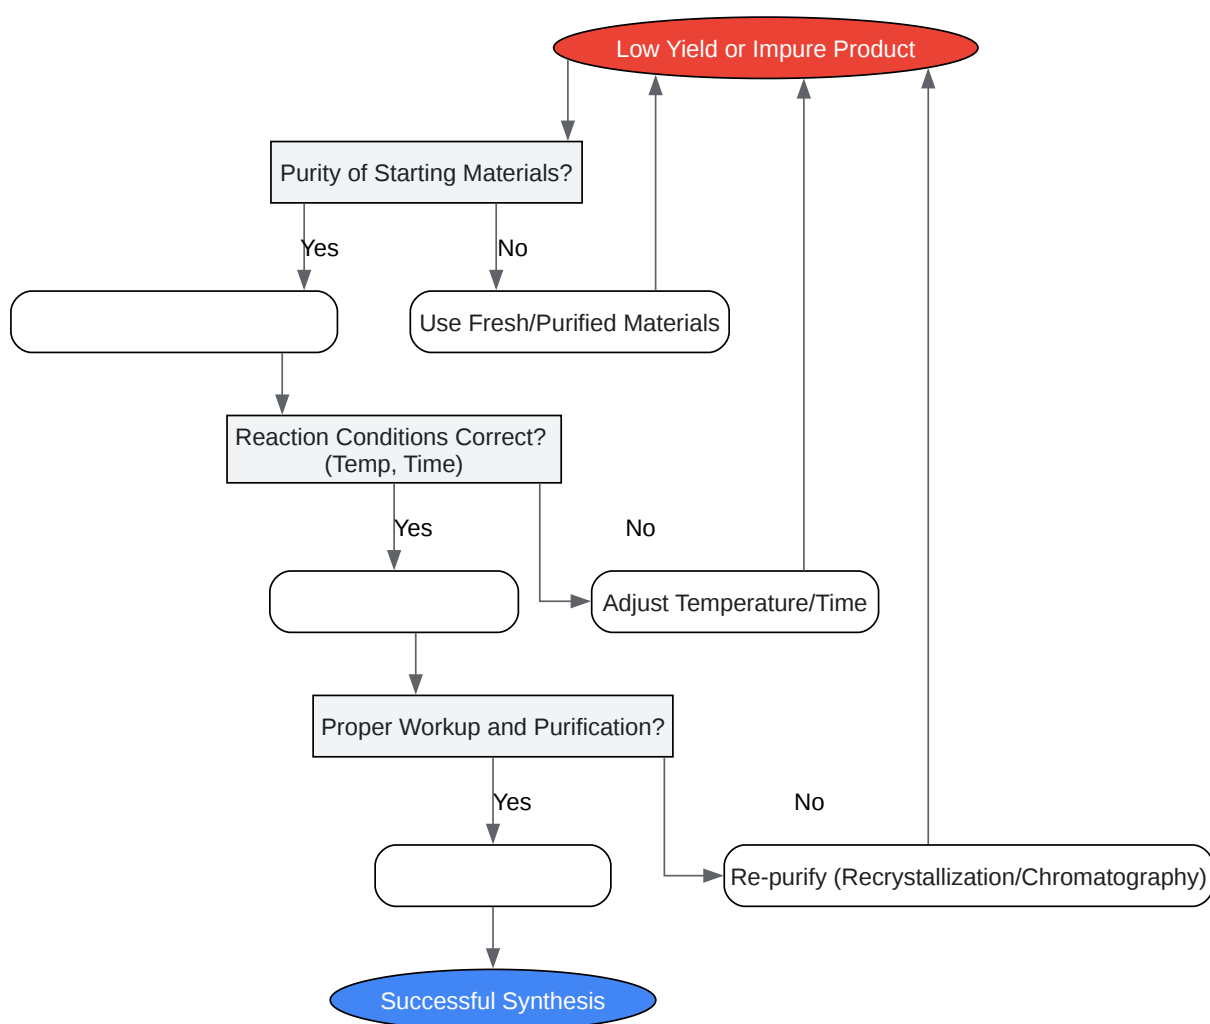 Low Yield or Impure Product
Purity of Starting Materials?
Yes
No
Use Fresh/Purified Materials
Reaction Conditions Correct?
(Temp, Time)
Yes
No
Adjust Temperature/Time
Proper Workup and Purification?
Yes
No
Re-purify (Recrystallization/Chromatography)
Successful Synthesis